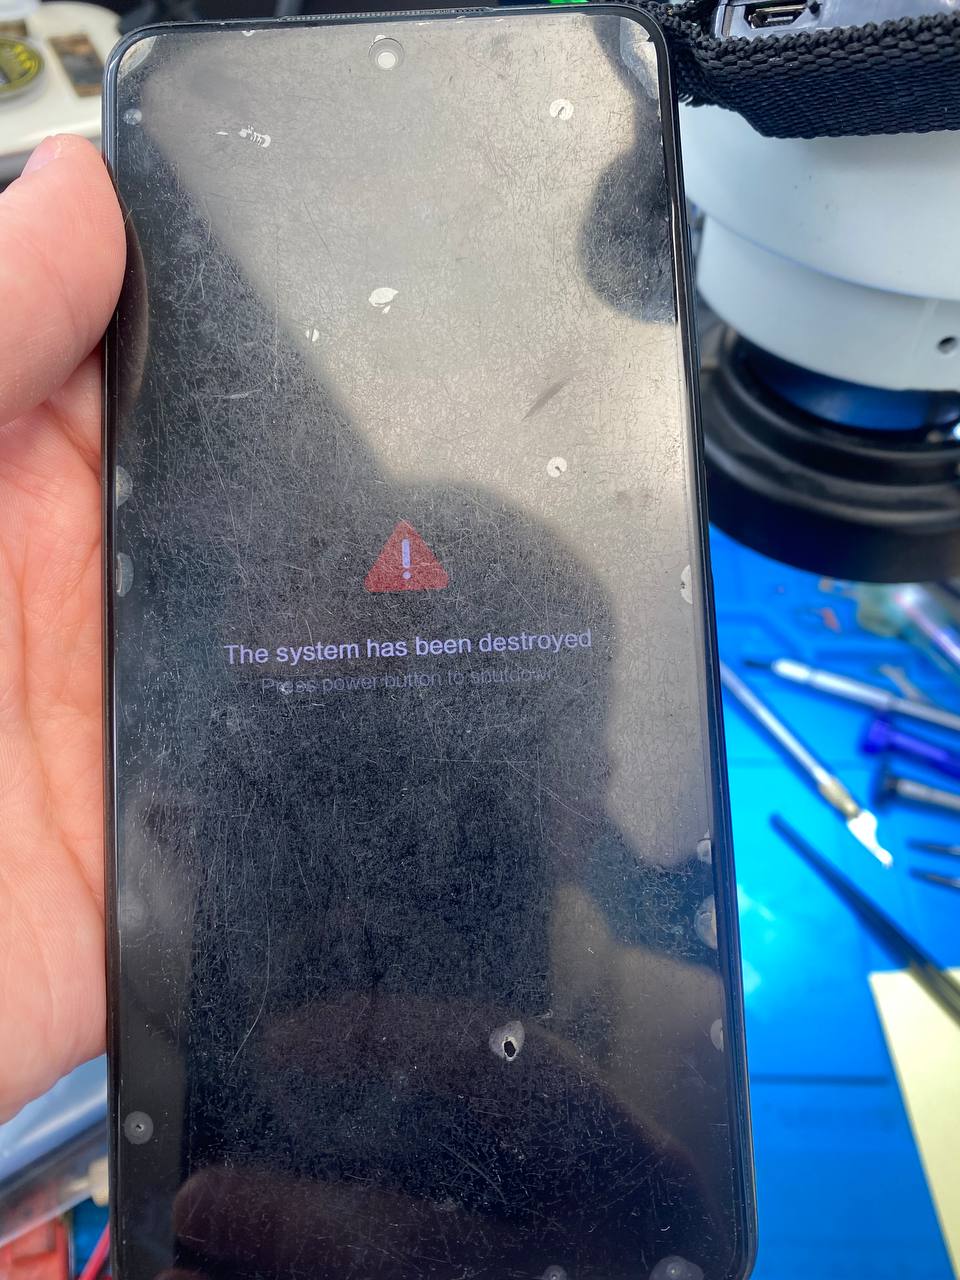 The system has been destroyed
Press power button to shutdown